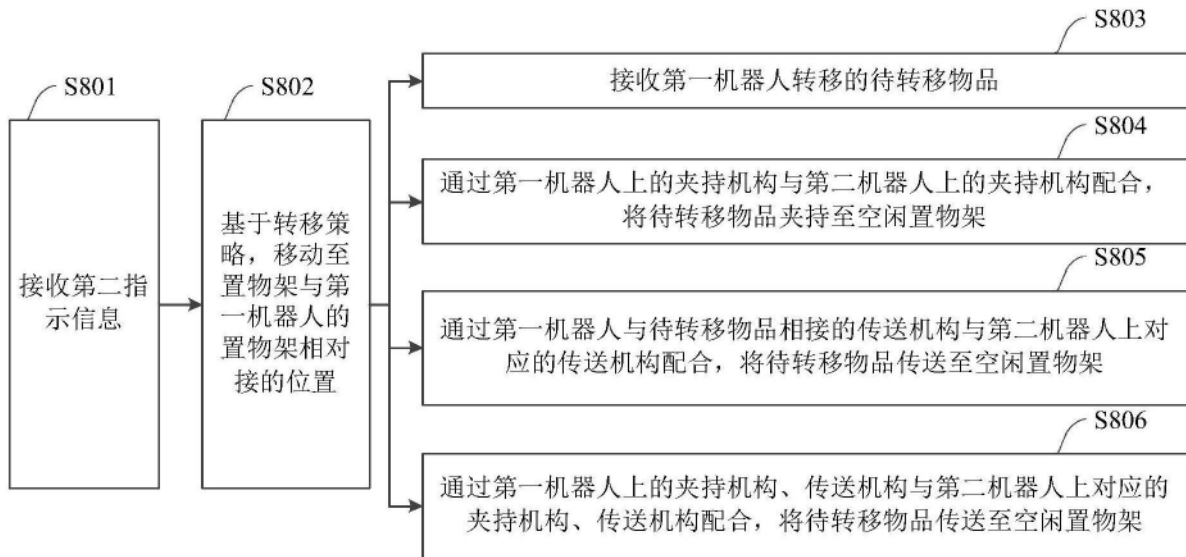 S801
接收第二指
示信息
S802
基于转移策
略，移动至
置物架与第
一机器人的
置物架相对
接的位置
S803
接收第一机器人转移的待转移物品
S804
通过第一机器人上的夹持机构与第二机器人上的夹持机构配合，
将待转移物品夹持至空闲置物架
S805
通过第一机器人与待转移物品相接的传送机构与第二机器人上对
应的传送机构配合，将待转移物品传送至空闲置物架
S806
通过第一机器人上的夹持机构、传送机构与第二机器人上对应的
夹持机构、传送机构配合，将待转移物品传送至空闲置物架